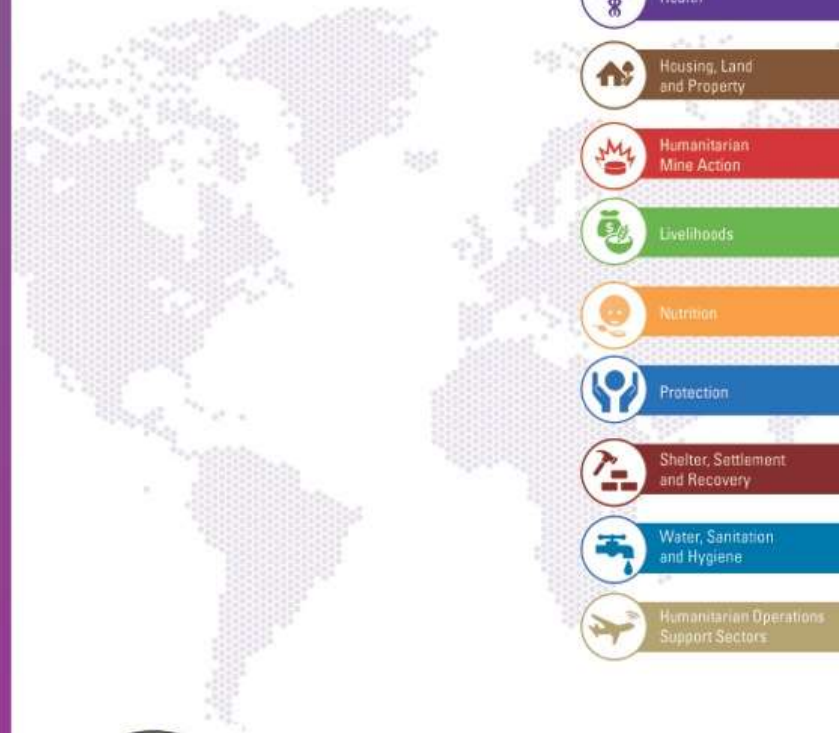 Health
Housing, Land
and Property
Humanitarian
Mine Action
Livelihoods
Nutrition
Protection
Shelter, Settlement
and Recovery
Water, Sanitation
and Hygiene
Humanitarian Operations
Support Sectors